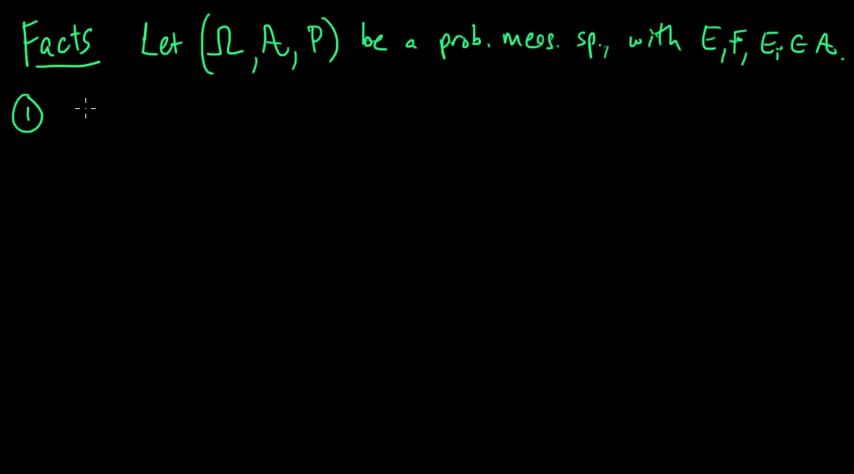 Facts Let (Ω, A, P) be a prob. meas. sp., with E, F, Ei ∈ A.
①